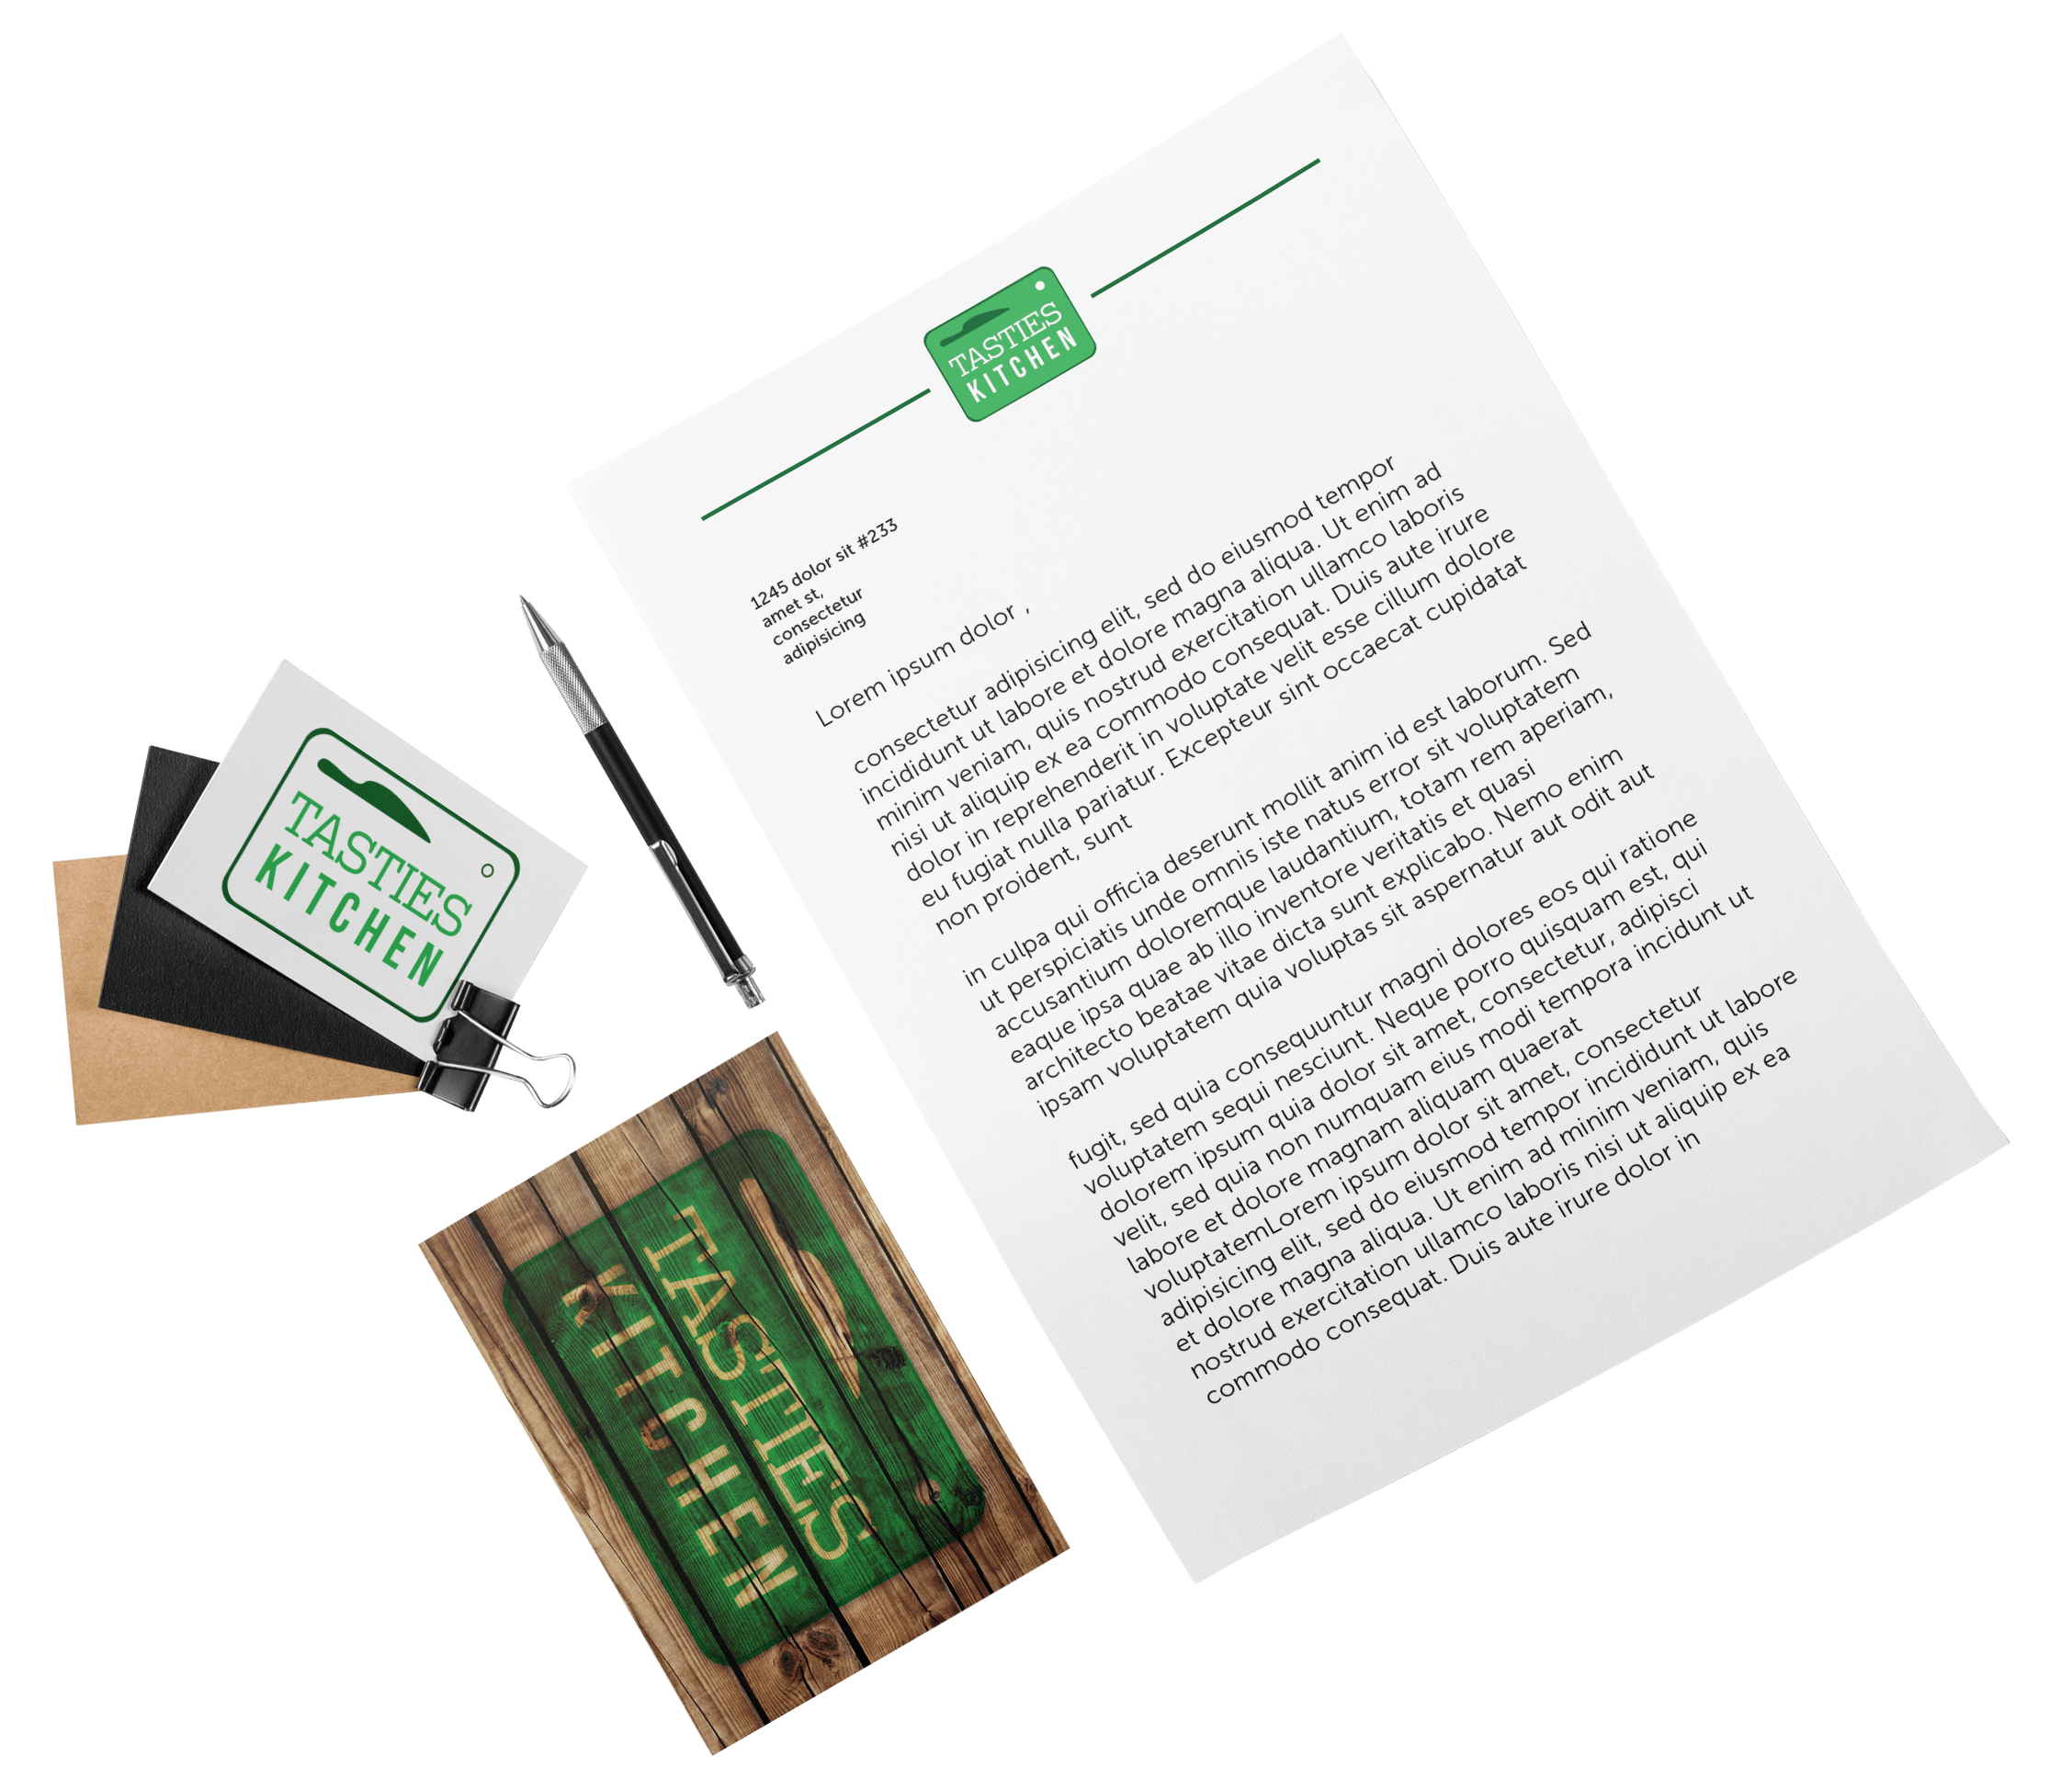 TASTIES
KITCHEN
1245 dolor sit #233
amet st,
consectetur
adipisicing
Lorem ipsum dolor ,
consectetur adipisicing elit, sed do eiusmod tempor
incididunt ut labore et dolore magna aliqua. Ut enim ad
minim veniam, quis nostrud exercitation ullamco laboris
nisi ut aliquip ex ea commodo consequat. Duis aute irure
dolor in reprehenderit in voluptate velit esse cillum dolore
eu fugiat nulla pariatur. Excepteur sint occaecat cupidatat
non proident, sunt
in culpa qui officia deserunt mollit anim id est laborum. Sed
ut perspiciatis unde omnis iste natus error sit voluptatem
accusantium doloremque laudantium, totam rem aperiam,
eaque ipsa quae ab illo inventore veritatis et quasi
architecto beatae vitae dicta sunt explicabo. Nemo enim
ipsam voluptatem quia voluptas sit aspernatur aut odit aut
fugit, sed quia consequuntur magni dolores eos qui ratione
voluptatem sequi nesciunt. Neque porro quisquam est, qui
dolorem ipsum quia dolor sit amet, consectetur, adipisci
velit, sed quia non numquam eius modi tempora incidunt ut
labore et dolore magnam aliquam quaerat
voluptatemLorem ipsum dolor sit amet, consectetur
adipisicing elit, sed do eiusmod tempor incididunt ut labore
et dolore magna aliqua. Ut enim ad minim veniam, quis
nostrud exercitation ullamco laboris nisi ut aliquip ex ea
commodo consequat. Duis aute irure dolor in
TASTIES
KITCHEN
TASTIES
KITCHEN